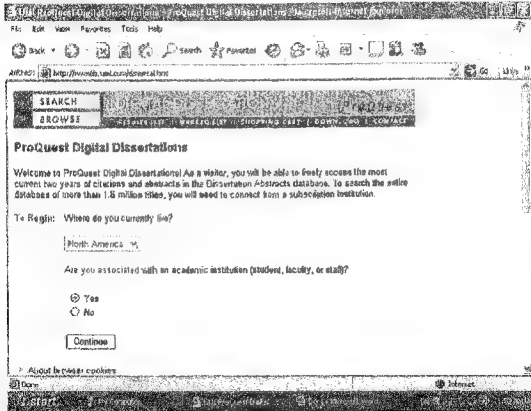 File Edit View Favorites Tools Help
Back Search Favorites
Address Go Links
SEARCH
BROWSE
ProQuest Digital Dissertations
Welcome to ProQuest Digital Dissertations! As a visitor, you will be able to freely access the most
current two years of citations and abstracts in the Dissertation Abstracts database. To search the entire
database of more than 1.6 million titles, you will need to connect from a subscription institution.
To Begin: Where do you currently live?
North America
Are you associated with an academic institution (student, faculty, or staff)?
Yes
No
Continue
> About browser cookies
Done Internet
start